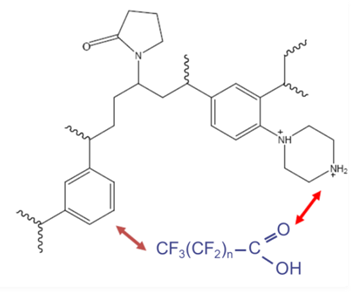 O
N
+
NH
NH₂
+
O
CF₃(CF₂)ₙ–C
OH